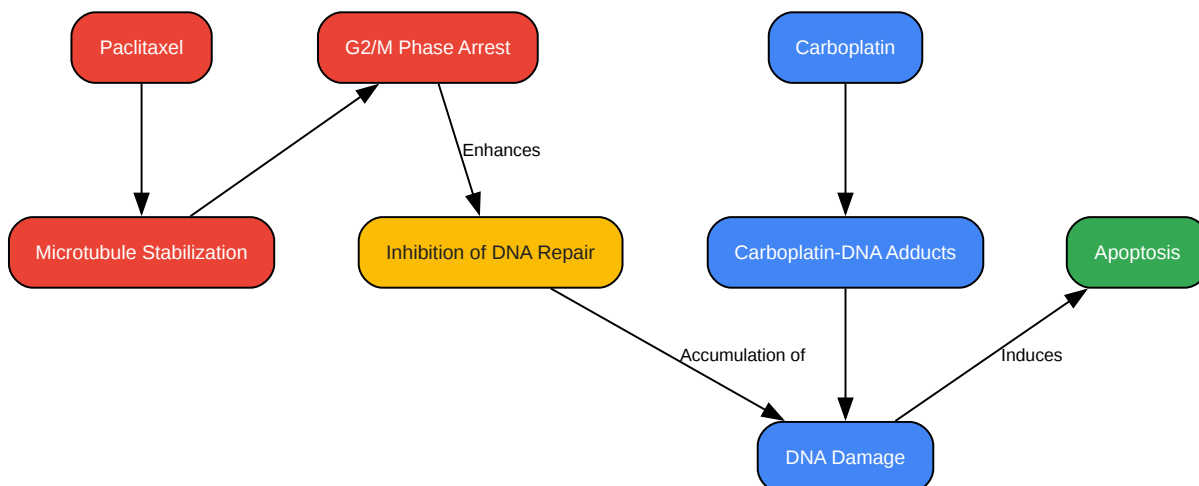 Paclitaxel
G2/M Phase Arrest
Carboplatin
Enhances
Microtubule Stabilization
Inhibition of DNA Repair
Carboplatin-DNA Adducts
Apoptosis
Accumulation of
Induces
DNA Damage